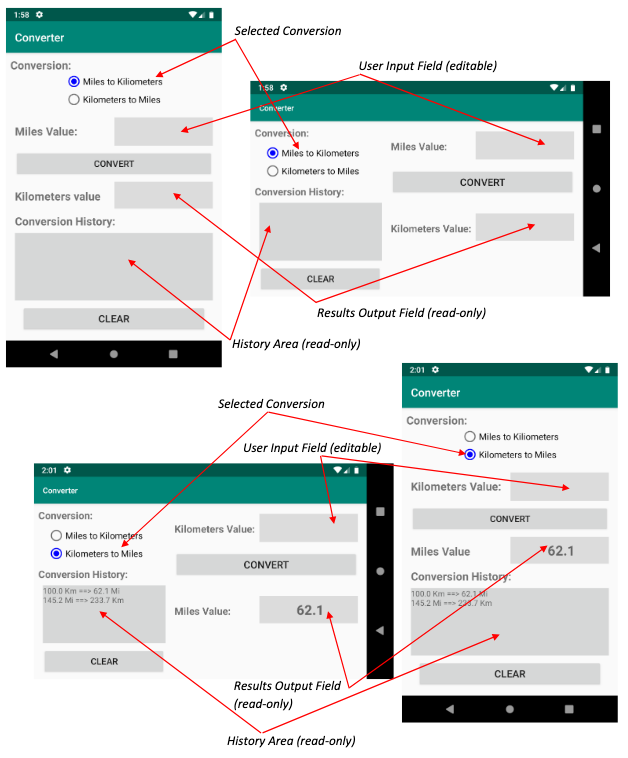 1:58
Converter
Conversion:
Miles to Kiliometers
Kilometers to Miles
Miles Value:
CONVERT
Kilometers value
Conversion History:
CLEAR
Selected Conversion
User Input Field (editable)
1:58
Converter
Conversion:
Miles to Kilometers
Kilometers to Miles
Conversion History:
CLEAR
Miles Value:
CONVERT
Kilometers Value:
Results Output Field (read-only)
History Area (read-only)
Selected Conversion
User Input Field (editable)
2:01
Converter
Conversion:
Miles to Kilometers
Kilometers to Miles
Conversion History:
100.0 Km ==> 62.1 Mi
145.2 Mi ==> 233.7 Km
CLEAR
Kilometers Value:
CONVERT
Miles Value:
62.1
2:01
Converter
Conversion:
Miles to Kiliometers
Kilometers to Miles
Kilometers Value:
CONVERT
Miles Value
62.1
Conversion History:
100.0 Km ==> 62.1 Mi
145.2 Mi ==> 233.7 Km
CLEAR
Results Output Field
(read-only)
History Area (read-only)